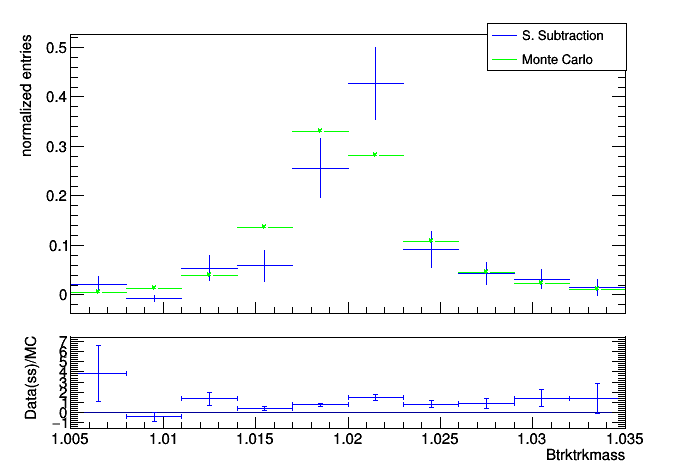 S. Subtraction
Monte Carlo
normalized entries
0.5
0.4
0.3
0.2
0.1
0
Data(ss)/MC
7
6
5
4
3
2
1
0
−1
1.005 1.01 1.015 1.02 1.025 1.03 1.035
Btrktrkmass